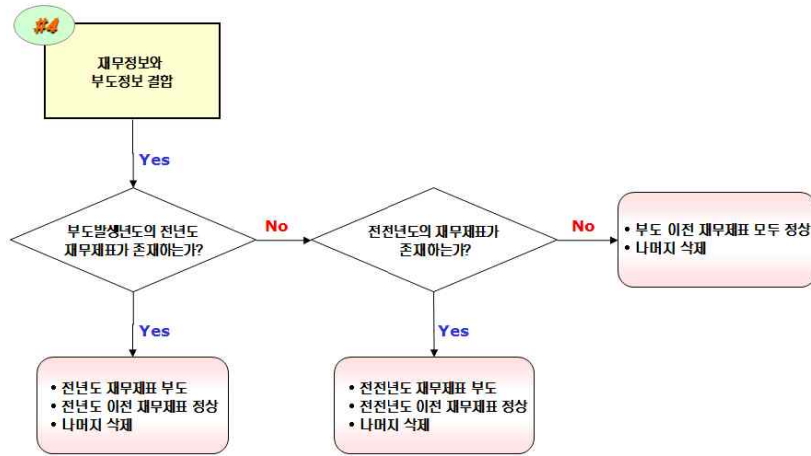 #4
재무정보와
부도정보 결합
Yes
부도발생년도의 전년도
재무제표가 존재하는가?
No
전전년도의 재무제표가
존재하는가?
No
• 부도 이전 재무제표 모두 정상
• 나머지 삭제
Yes
Yes
• 전년도 재무제표 부도
• 전년도 이전 재무제표 정상
• 나머지 삭제
• 전전년도 재무제표 부도
• 전전년도 이전 재무제표 정상
• 나머지 삭제